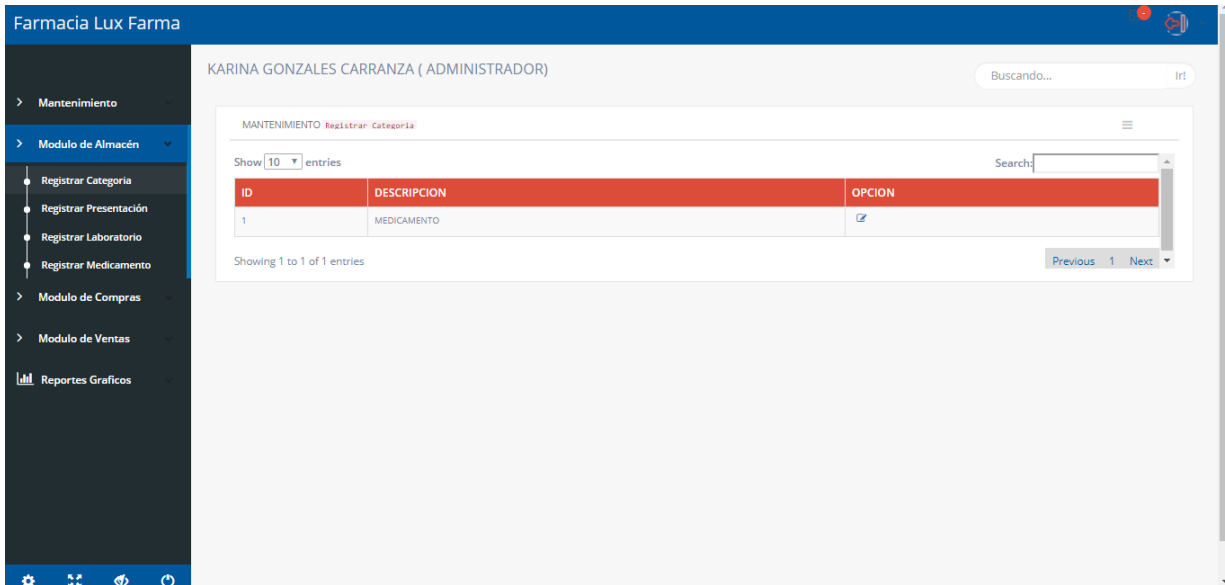 Farmacia Lux Farma
KARINA GONZALES CARRANZA ( ADMINISTRADOR)
Buscando... Ir!
Mantenimiento
Modulo de Almacén
Registrar Categoria
Registrar Presentación
Registrar Laboratorio
Registrar Medicamento
Modulo de Compras
Modulo de Ventas
Reportes Graficos
MANTENIMIENTO Registrar Categoria
Show 10 entries Search:
ID DESCRIPCION OPCION
1 MEDICAMENTO
Showing 1 to 1 of 1 entries Previous 1 Next